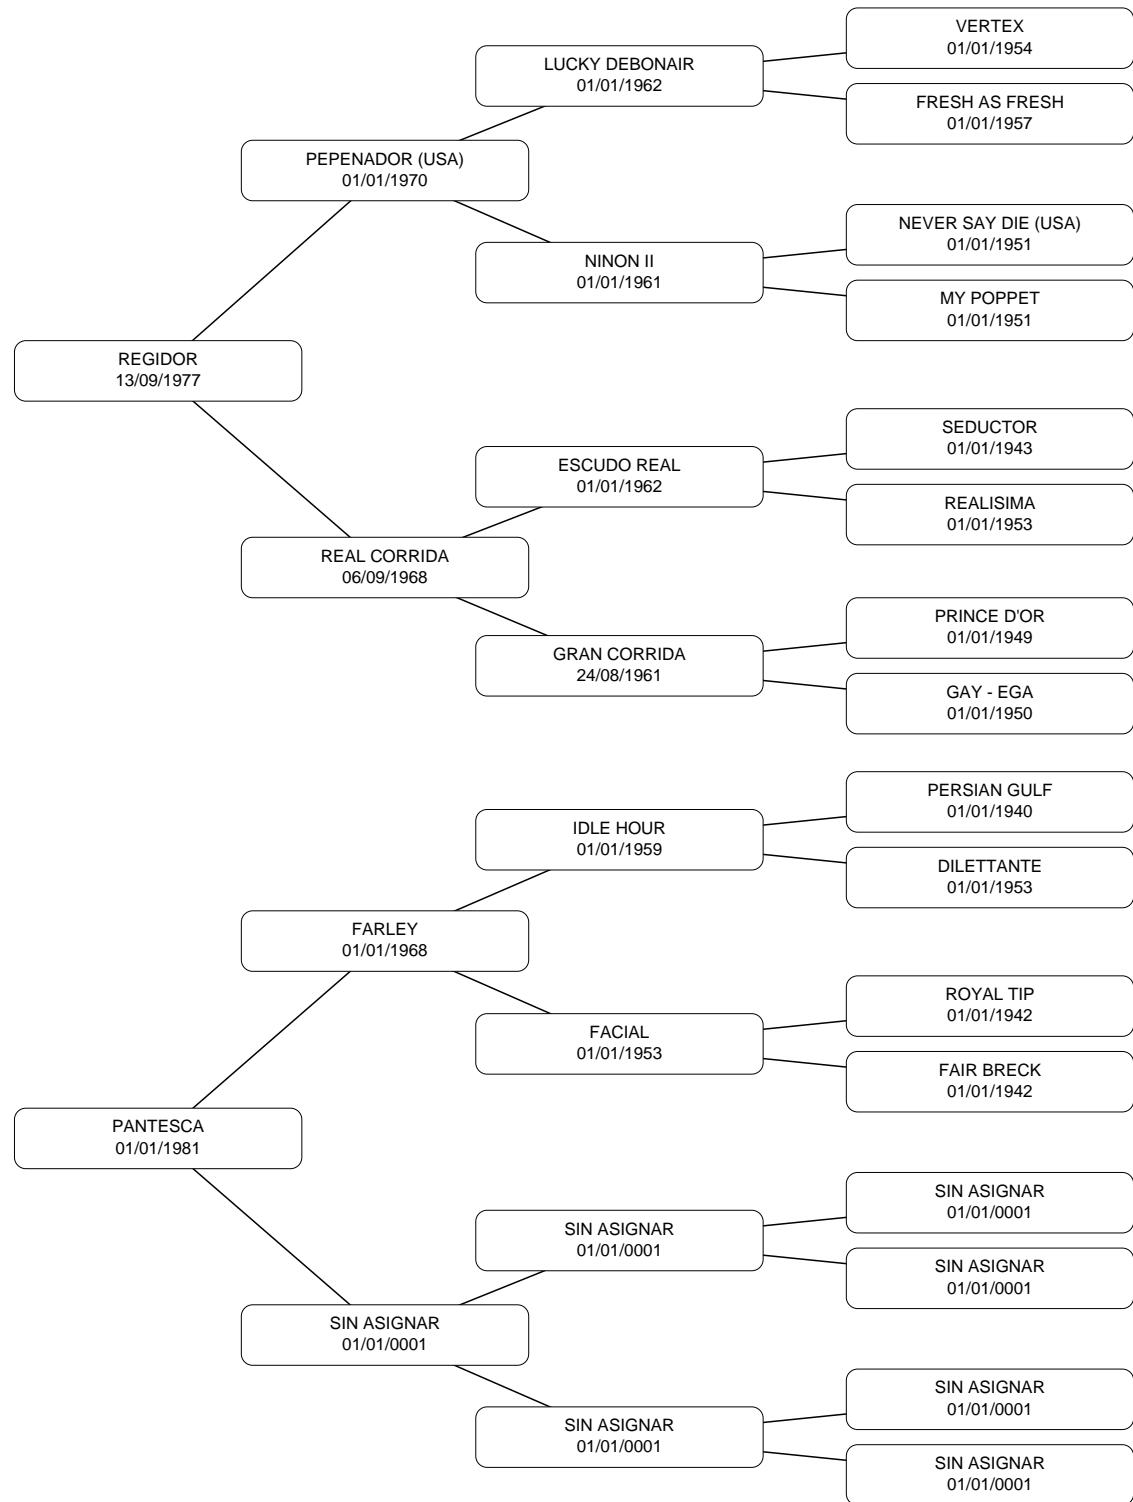 VERTEX
01/01/1954
LUCKY DEBONAIR
01/01/1962
FRESH AS FRESH
01/01/1957
PEPENADOR (USA)
01/01/1970
NEVER SAY DIE (USA)
01/01/1951
NINON II
01/01/1961
MY POPPET
01/01/1951
REGIDOR
13/09/1977
SEDUCTOR
01/01/1943
ESCUDO REAL
01/01/1962
REALISIMA
01/01/1953
REAL CORRIDA
06/09/1968
PRINCE D'OR
01/01/1949
GRAN CORRIDA
24/08/1961
GAY - EGA
01/01/1950
PERSIAN GULF
01/01/1940
IDLE HOUR
01/01/1959
DILETTANTE
01/01/1953
FARLEY
01/01/1968
ROYAL TIP
01/01/1942
FACIAL
01/01/1953
FAIR BRECK
01/01/1942
PANTESCA
01/01/1981
SIN ASIGNAR
01/01/0001
SIN ASIGNAR
01/01/0001
SIN ASIGNAR
01/01/0001
SIN ASIGNAR
01/01/0001
SIN ASIGNAR
01/01/0001
SIN ASIGNAR
01/01/0001
SIN ASIGNAR
01/01/0001